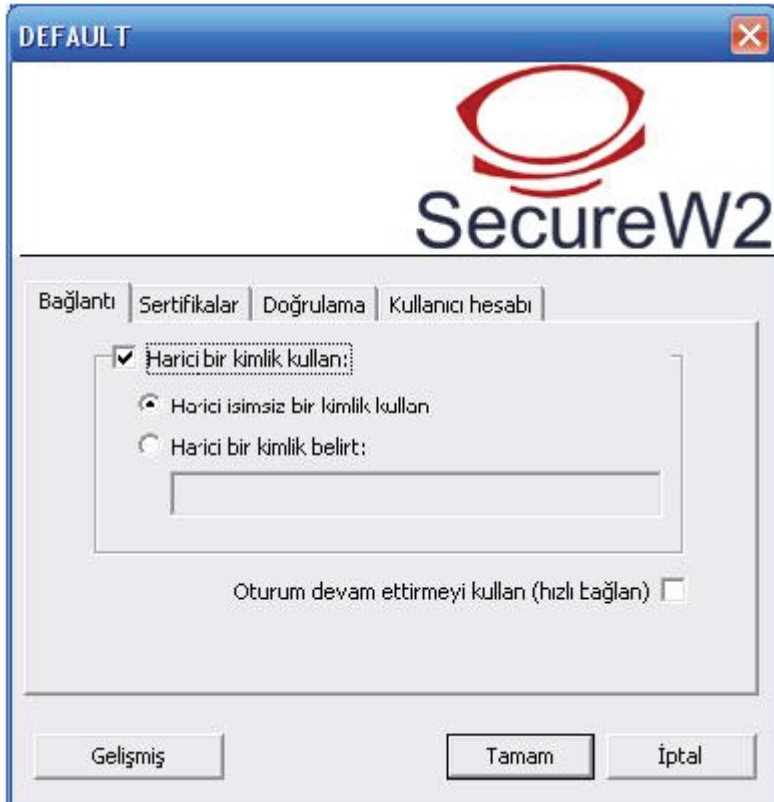 DEFAULT
SecureW2
Bağlantı Sertifikalar Doğrulama Kullanıcı hesabı
Harici bir kimlik kullan:
Harici isimsiz bir kimlik kullan
Harici bir kimlik belirt:
Oturum devam ettirmeyi kullan (hızlı bağlan)
Gelişmiş Tamam İptal